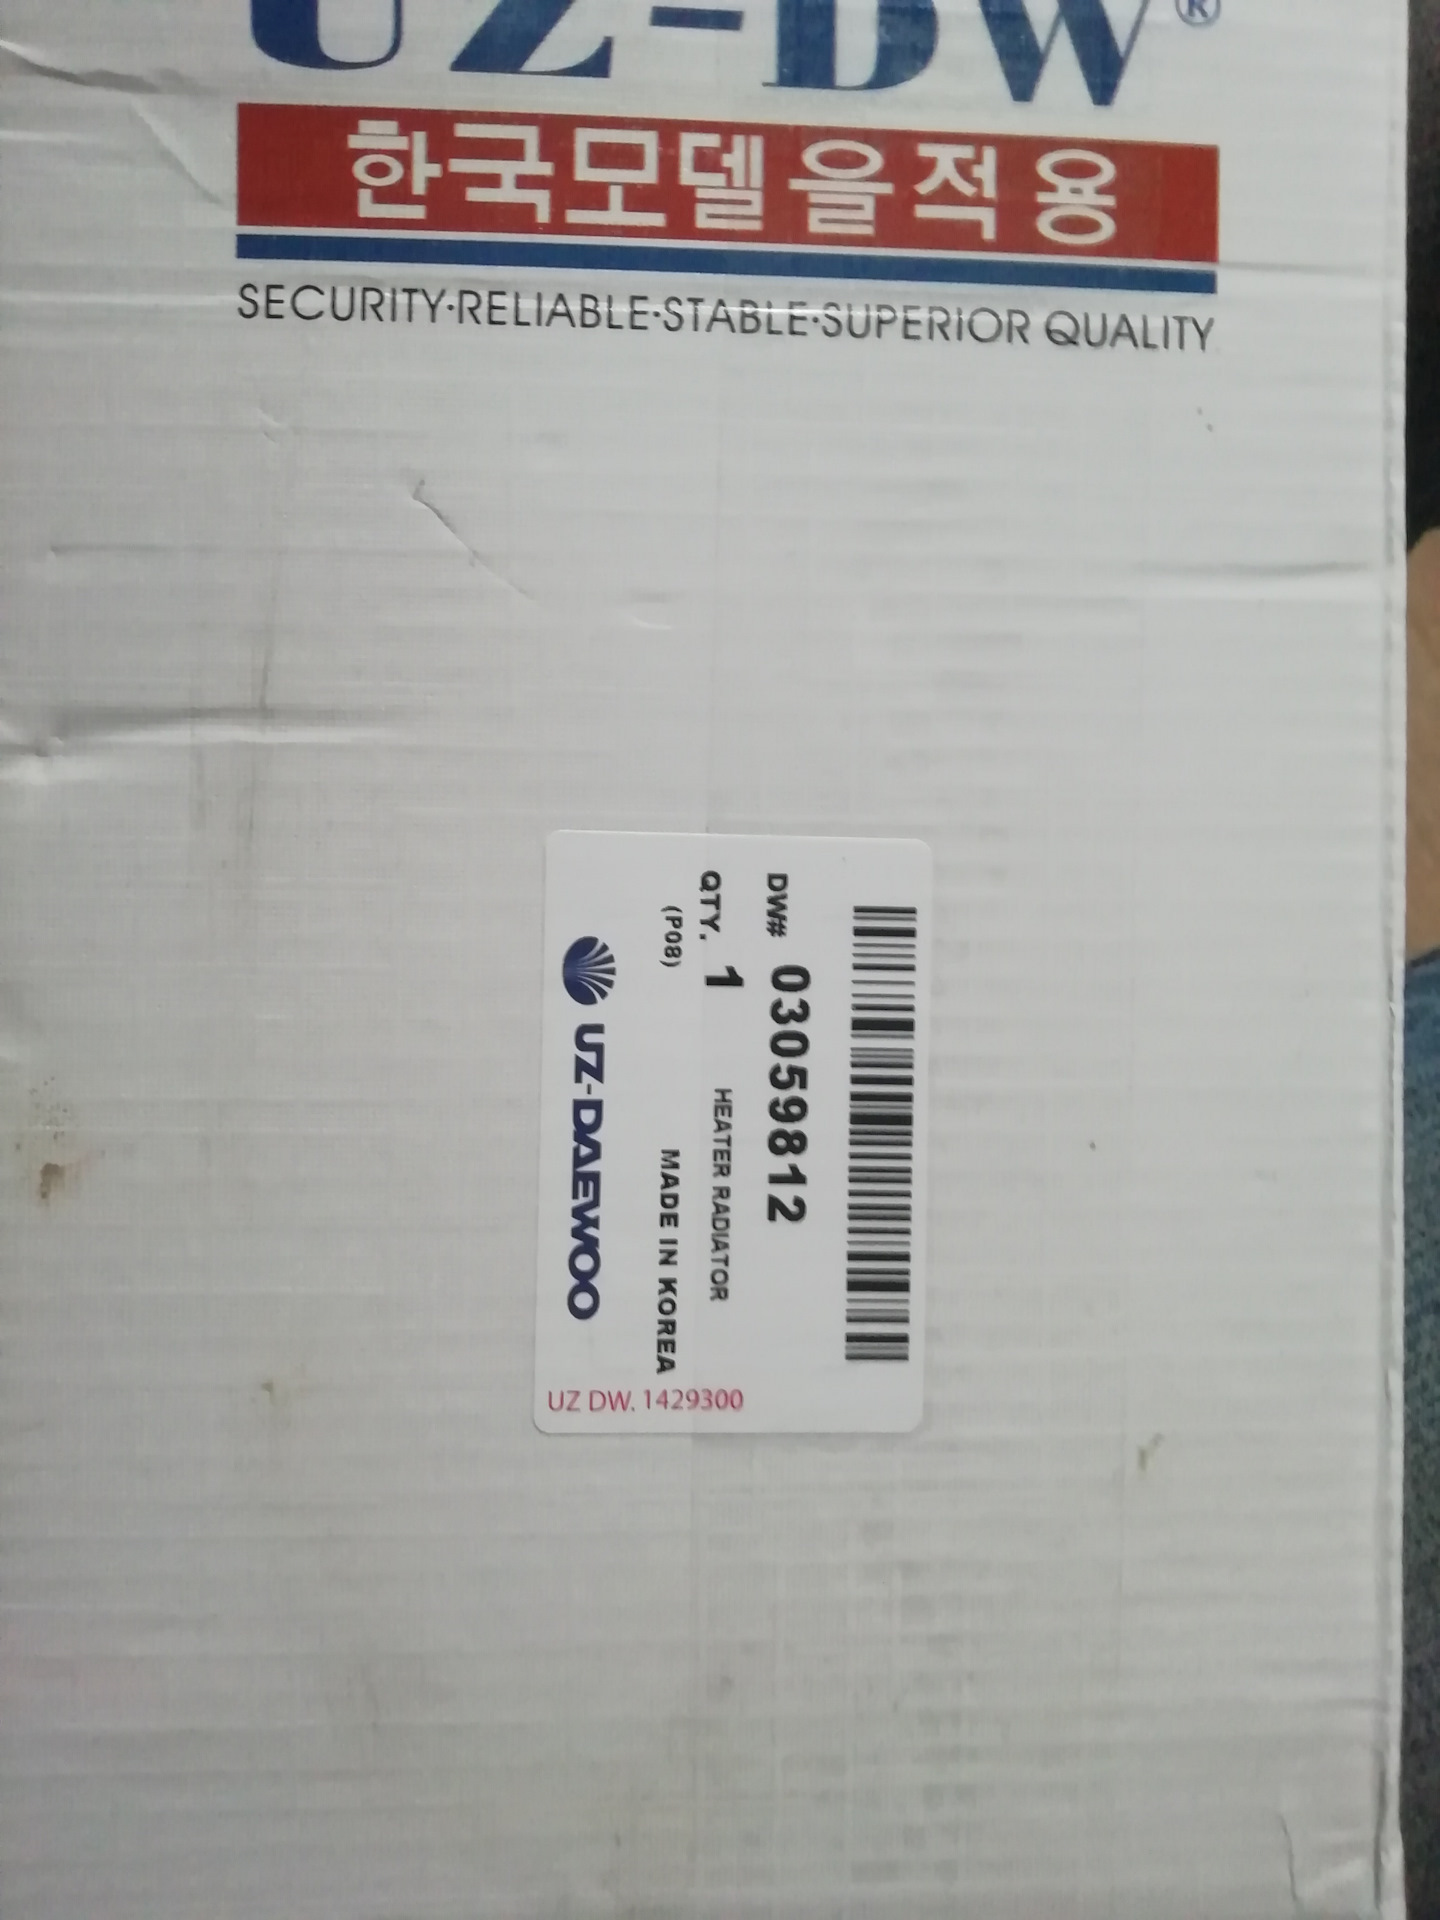 UZ-DW®
한국모델을적용
SECURITY·RELIABLE·STABLE·SUPERIOR QUALITY
DW# 03059812
QTY. 1 HEATER RADIATOR
(P08) MADE IN KOREA
UZ-DAEWOO
UZ DW. 1429300